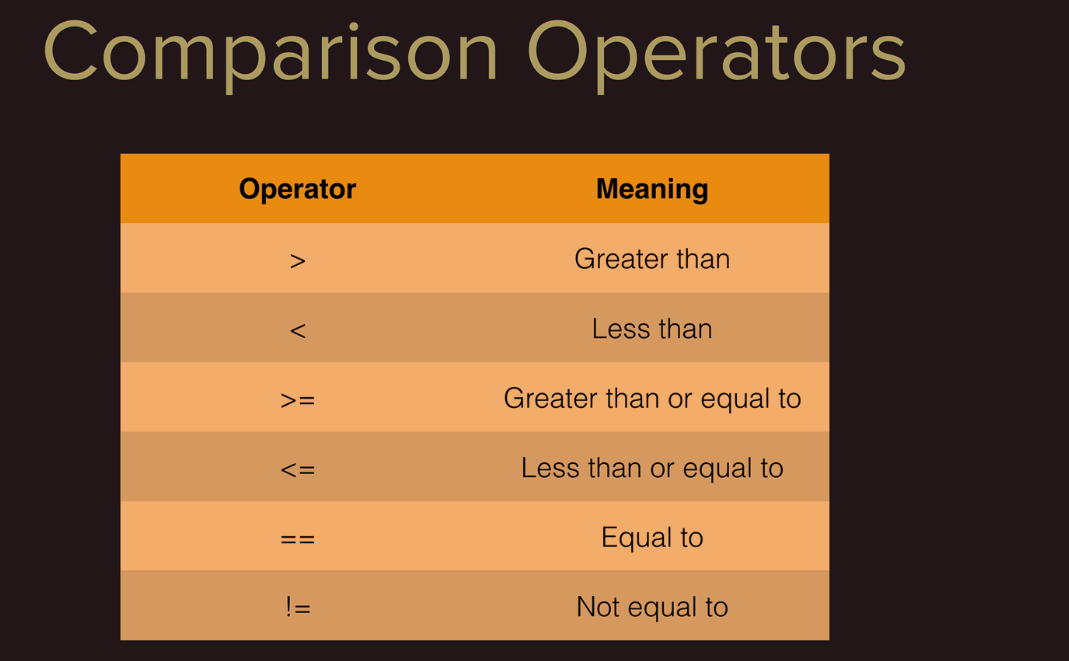 Comparison Operators
Operator Meaning
> Greater than
< Less than
>= Greater than or equal to
<= Less than or equal to
== Equal to
!= Not equal to